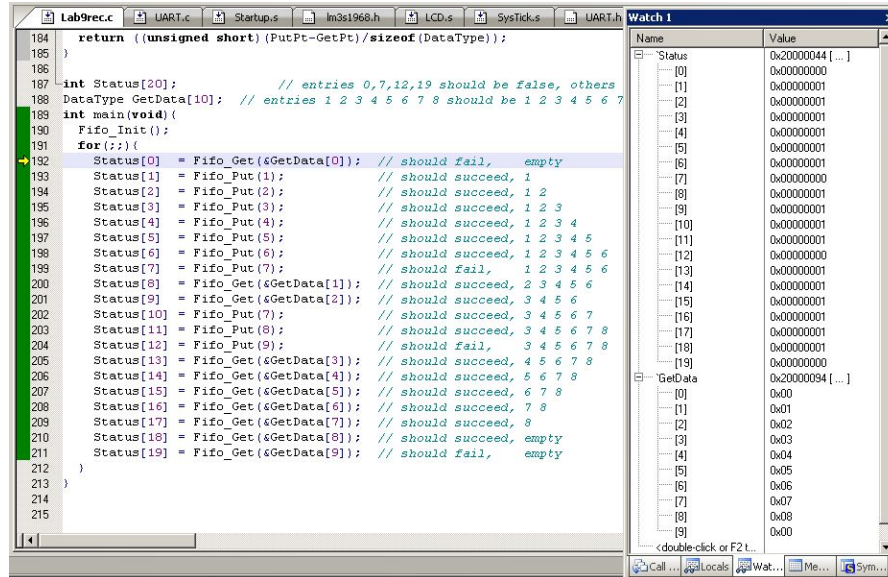 Lab9rec.c UART.c Startup.s lm3s1968.h LCD.s SysTick.s UART.h
184 return ((unsigned short)(PutPt-GetPt)/sizeof(DataType));
185 }
186
187 int Status[20]; // entries 0,7,12,19 should be false, others
188 DataType GetData[10]; // entries 1 2 3 4 5 6 7 8 should be 1 2 3 4 5 6 7
189 int main(void){
190 Fifo_Init();
191 for(;;){
192 Status[0] = Fifo_Get(&GetData[0]); // should fail, empty
193 Status[1] = Fifo_Put(1); // should succeed, 1
194 Status[2] = Fifo_Put(2); // should succeed, 1 2
195 Status[3] = Fifo_Put(3); // should succeed, 1 2 3
196 Status[4] = Fifo_Put(4); // should succeed, 1 2 3 4
197 Status[5] = Fifo_Put(5); // should succeed, 1 2 3 4 5
198 Status[6] = Fifo_Put(6); // should succeed, 1 2 3 4 5 6
199 Status[7] = Fifo_Put(7); // should fail, 1 2 3 4 5 6
200 Status[8] = Fifo_Get(&GetData[1]); // should succeed, 2 3 4 5 6
201 Status[9] = Fifo_Get(&GetData[2]); // should succeed, 3 4 5 6
202 Status[10] = Fifo_Put(7); // should succeed, 3 4 5 6 7
203 Status[11] = Fifo_Put(8); // should succeed, 3 4 5 6 7 8
204 Status[12] = Fifo_Put(9); // should fail, 3 4 5 6 7 8
205 Status[13] = Fifo_Get(&GetData[3]); // should succeed, 4 5 6 7 8
206 Status[14] = Fifo_Get(&GetData[4]); // should succeed, 5 6 7 8
207 Status[15] = Fifo_Get(&GetData[5]); // should succeed, 6 7 8
208 Status[16] = Fifo_Get(&GetData[6]); // should succeed, 7 8
209 Status[17] = Fifo_Get(&GetData[7]); // should succeed, 8
210 Status[18] = Fifo_Get(&GetData[8]); // should succeed, empty
211 Status[19] = Fifo_Get(&GetData[9]); // should fail, empty
212 }
213 }
214
215
Watch 1
Name Value
`Status 0x20000044 [ ... ]
[0] 0x00000000
[1] 0x00000001
[2] 0x00000001
[3] 0x00000001
[4] 0x00000001
[5] 0x00000001
[6] 0x00000001
[7] 0x00000000
[8] 0x00000001
[9] 0x00000001
[10] 0x00000001
[11] 0x00000001
[12] 0x00000000
[13] 0x00000001
[14] 0x00000001
[15] 0x00000001
[16] 0x00000001
[17] 0x00000001
[18] 0x00000001
[19] 0x00000000
`GetData 0x20000094 [ ... ]
[0] 0x00
[1] 0x01
[2] 0x02
[3] 0x03
[4] 0x04
[5] 0x05
[6] 0x06
[7] 0x07
[8] 0x08
[9] 0x00
<double-click or F2 t...
Call ... Locals Wat... Me... Sym...